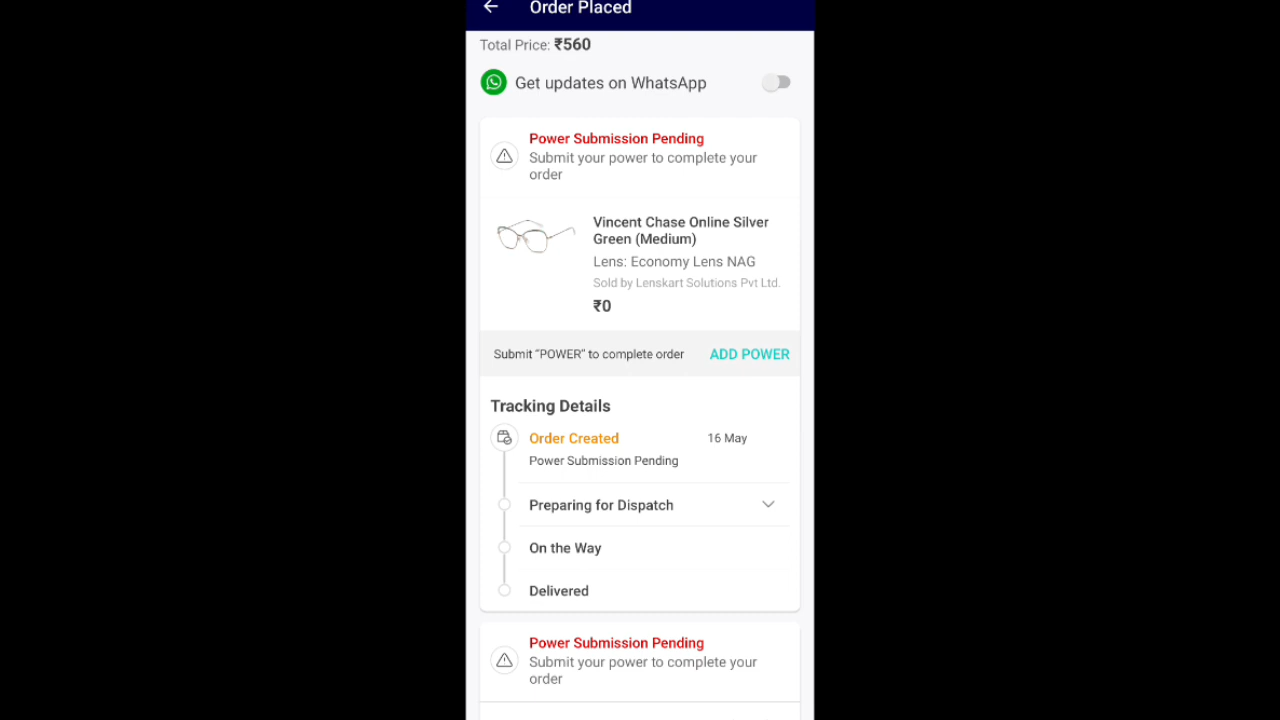 Order Placed
Total Price: ₹560
Get updates on WhatsApp
Power Submission Pending
Submit your power to complete your
order
Vincent Chase Online Silver
Green (Medium)
Lens: Economy Lens NAG
Sold by Lenskart Solutions Pvt Ltd.
₹0
Submit “POWER” to complete order ADD POWER
Tracking Details
Order Created 16 May
Power Submission Pending
Preparing for Dispatch
On the Way
Delivered
Power Submission Pending
Submit your power to complete your
order